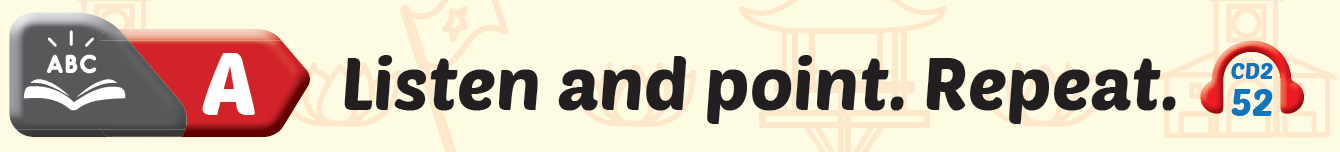 ABC
A Listen and point. Repeat. CD2
52